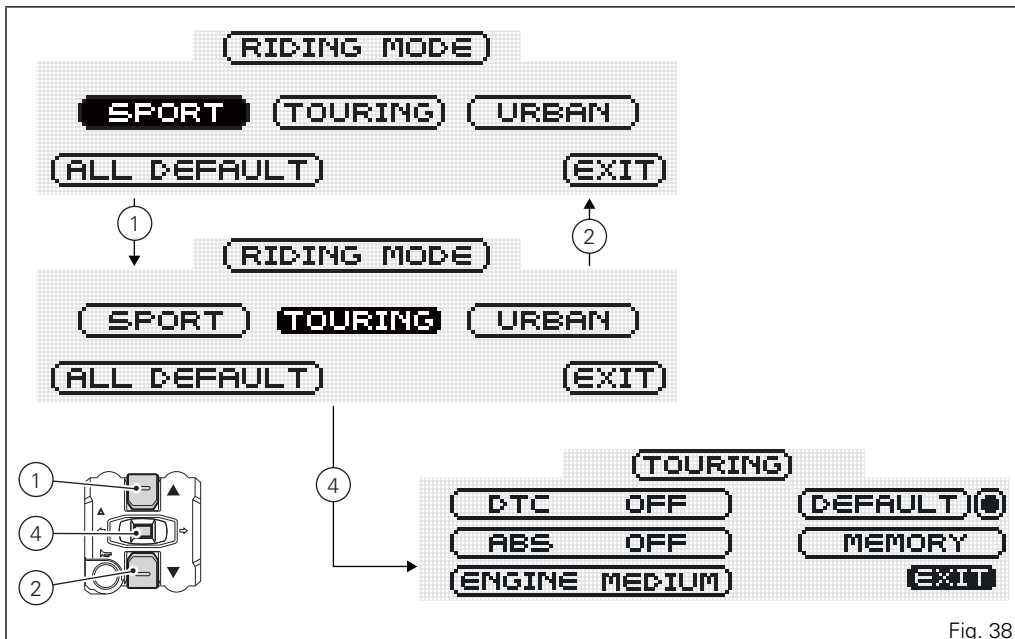 RIDING MODE
SPORT TOURING URBAN
ALL DEFAULT EXIT
1 2
RIDING MODE
SPORT TOURING URBAN
ALL DEFAULT EXIT
1
4
2
4
TOURING
DTC OFF DEFAULT
ABS OFF MEMORY
ENGINE MEDIUM EXIT
Fig. 38